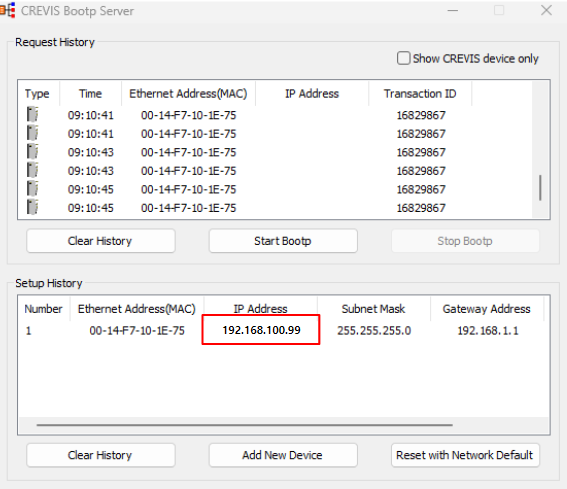 CREVIS Bootp Server
Request History
Show CREVIS device only
Type Time Ethernet Address(MAC) IP Address Transaction ID
09:10:41 00-14-F7-10-1E-75 16829867
09:10:41 00-14-F7-10-1E-75 16829867
09:10:43 00-14-F7-10-1E-75 16829867
09:10:43 00-14-F7-10-1E-75 16829867
09:10:45 00-14-F7-10-1E-75 16829867
09:10:45 00-14-F7-10-1E-75 16829867
Clear History Start Bootp Stop Bootp
Setup History
Number Ethernet Address(MAC) IP Address Subnet Mask Gateway Address
1 00-14-F7-10-1E-75 192.168.100.99 255.255.255.0 192.168.1.1
Clear History Add New Device Reset with Network Default